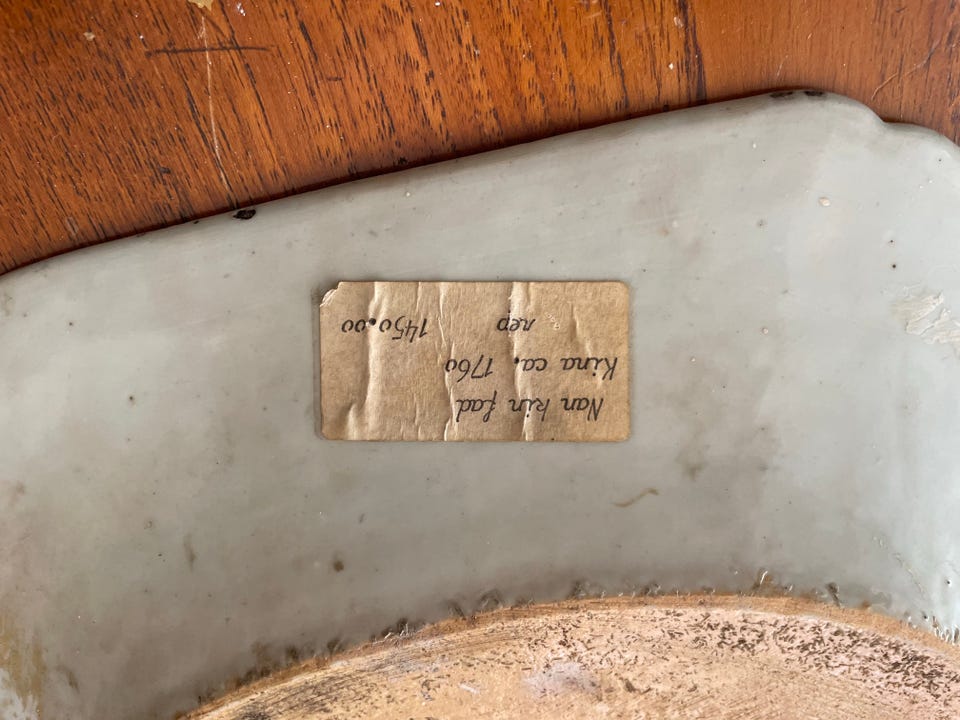 Nan kin fad
Kina ca. 1760
rep 1450.00